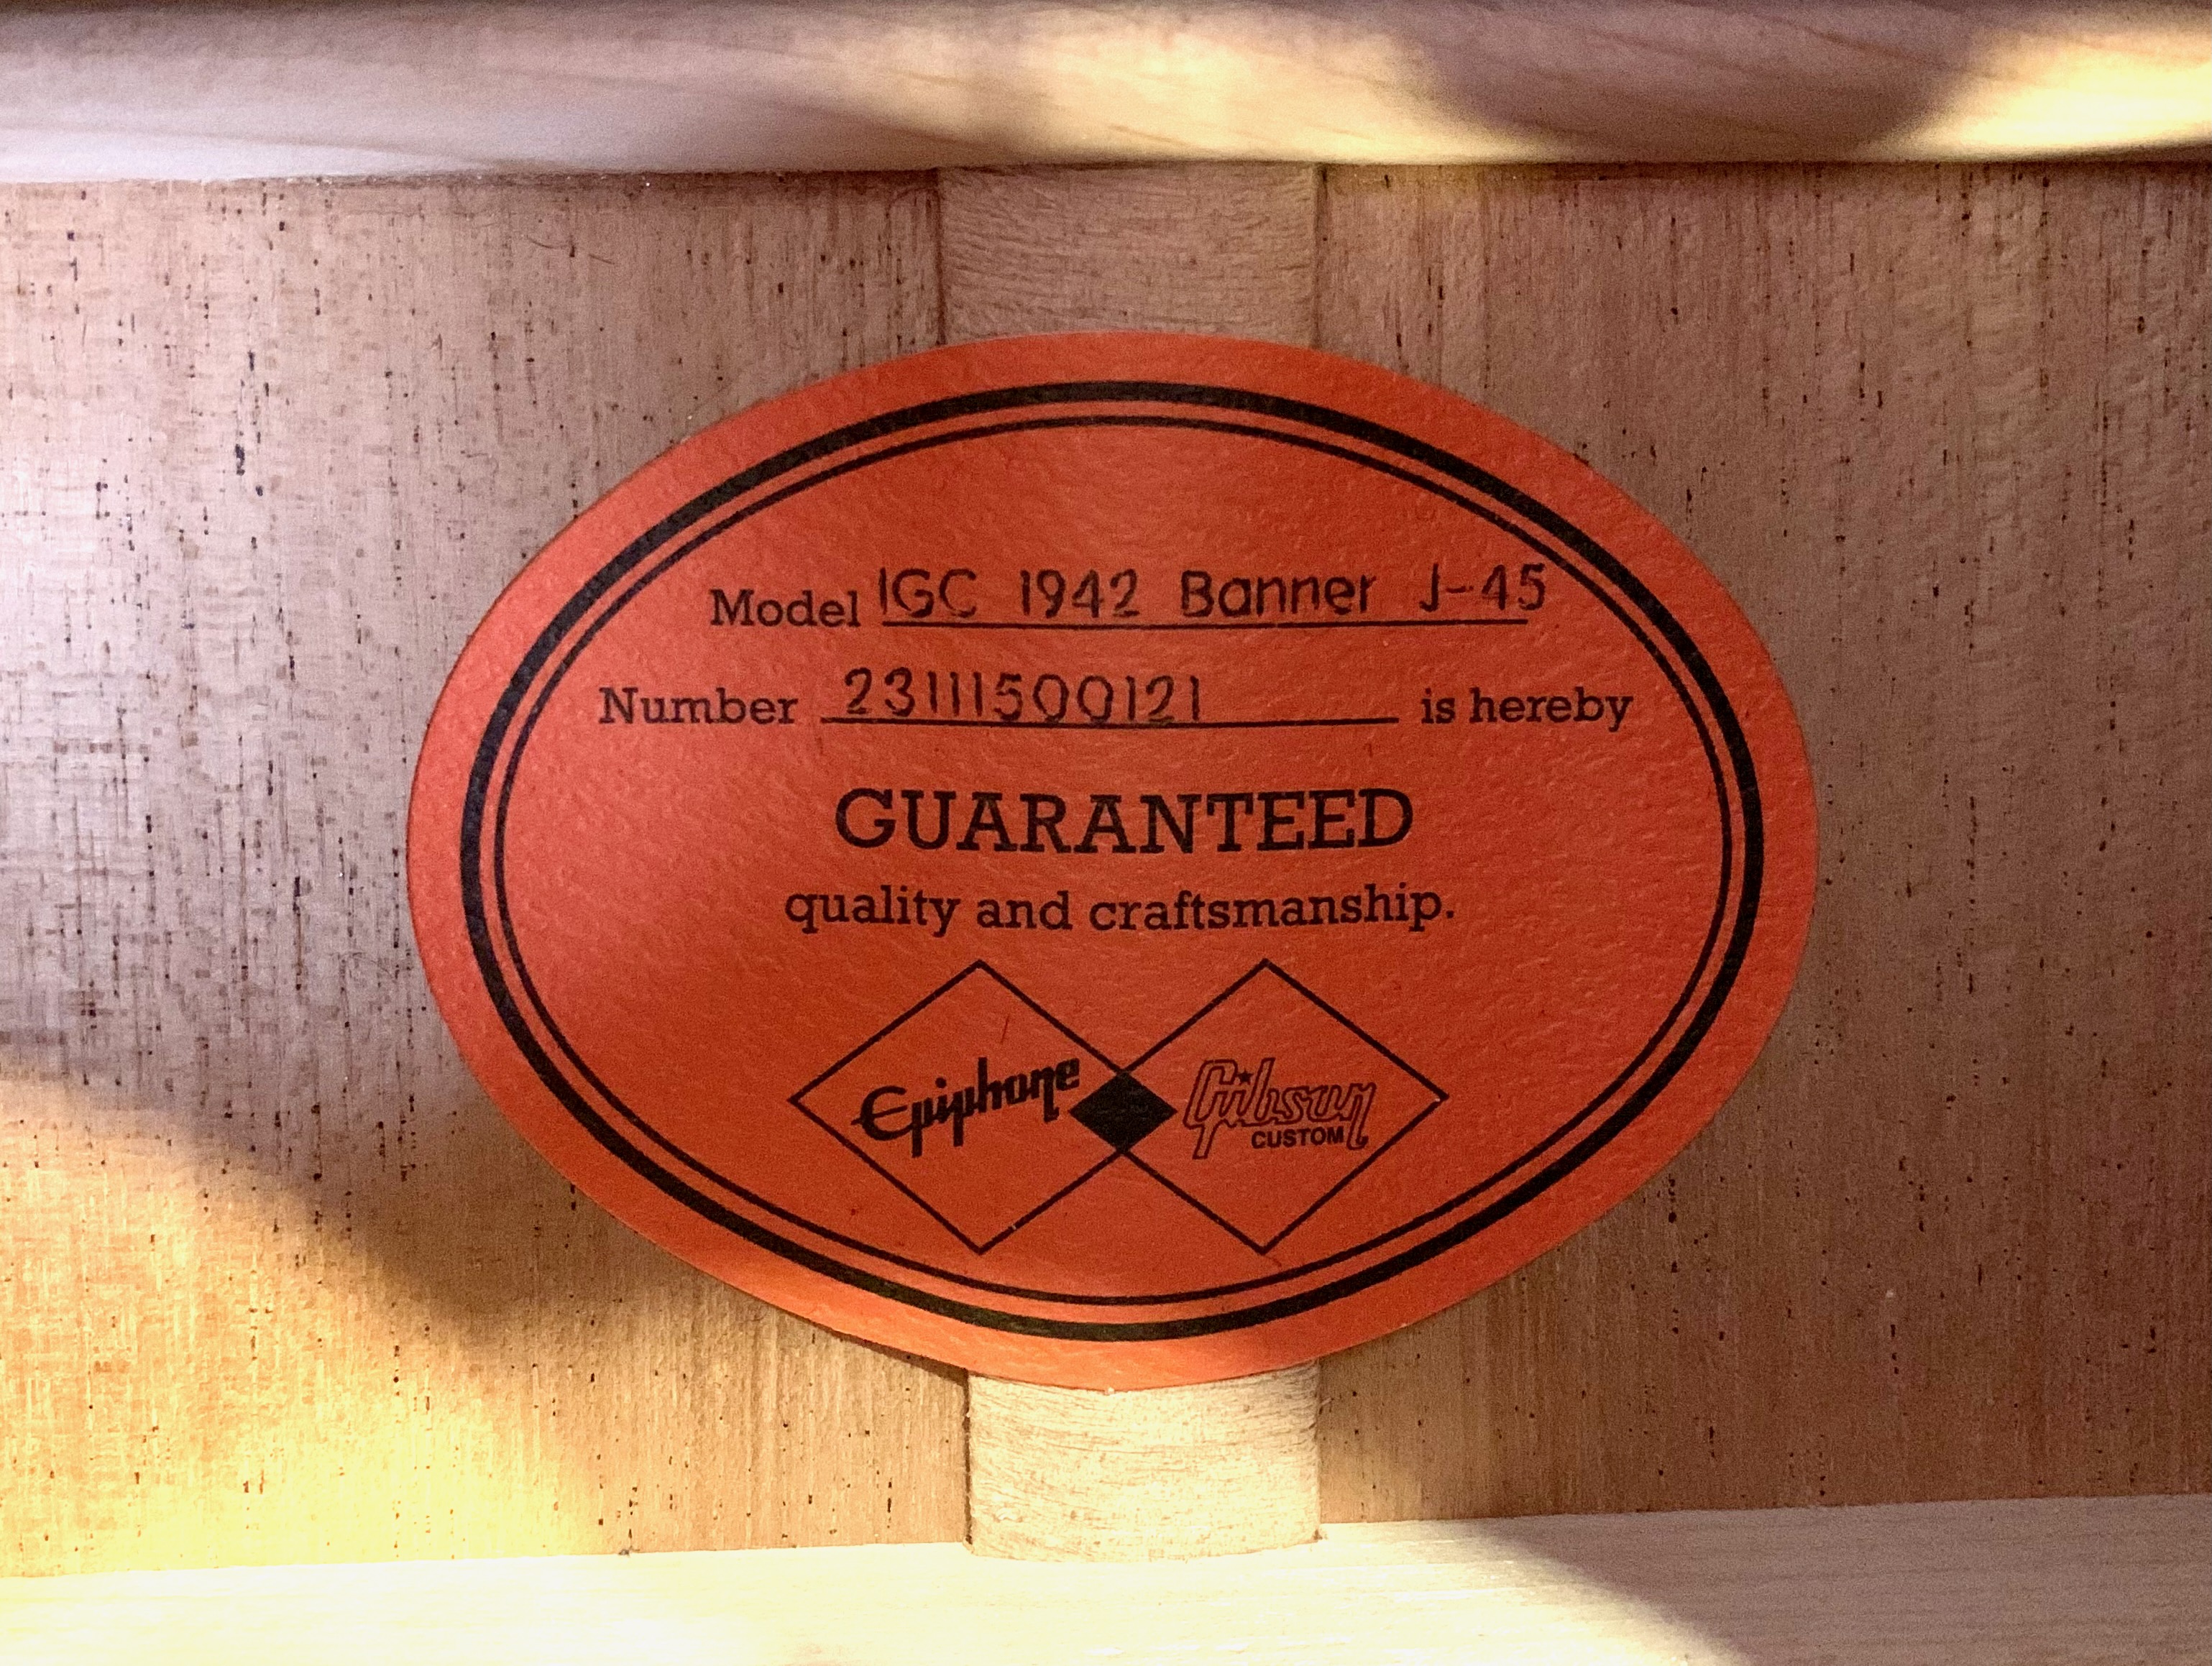 Model IGC 1942 Banner J-45
Number 23111500121 is hereby
GUARANTEED
quality and craftsmanship.
Epiphone Gibson
CUSTOM